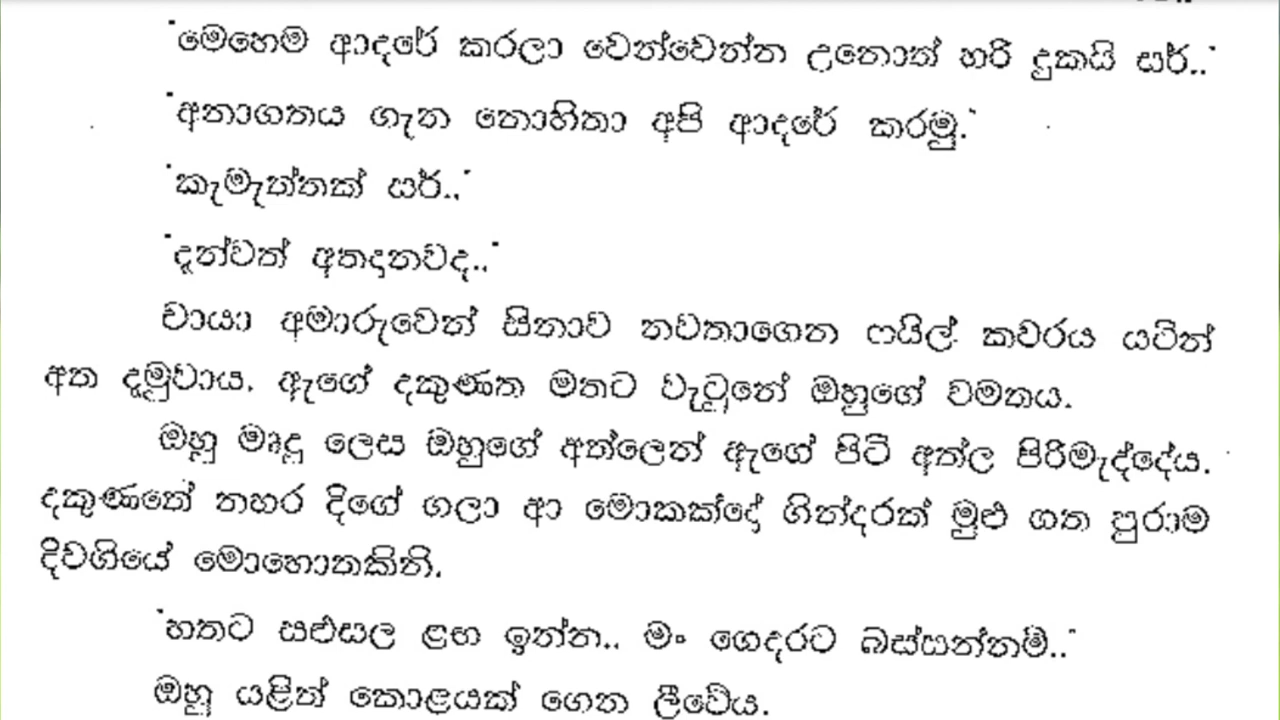 'මෙහෙම ආදරේ කරලා වෙන්වෙන්න උනොත් හරි දුකයි සර්..'
'අනාගතය ගැන නොහිතා අපි ආදරේ කරමු.'
'කැමැත්තක් සර්..'
'දැන්වත් අතදානවද..'
චායා අමාරුවෙන් සිනාව නවතාගෙන ෆයිල් කවරය යටින්
අත දැමුවාය. ඇගේ දකුණත මතට වැටුනේ ඔහුගේ වමතය.
ඔහු මෘදු ලෙස ඔහුගේ අත්ලෙන් ඇගේ පිටි අත්ල පිරිමැද්දේය.
දකුණතේ නහර දිගේ ගලා ආ මොකක්දෝ ගින්දරක් මුළු ගත පුරාම
දිවගියේ මොහොතකිනි.
'හතට සළුසල ළඟ ඉන්න.. මං ගෙදරට බස්සන්නම්..'
ඔහු යළිත් කොළයක් ගෙන ලීවේය.